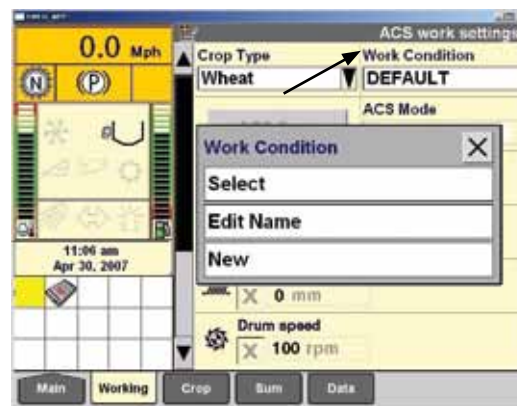 0.0 Mph
N
P
11:06 am
Apr 30, 2007
ACS work settings
Crop Type
Wheat
Work Condition
DEFAULT
ACS Mode
Work Condition
X
Select
Edit Name
New
X 0 mm
Drum speed
X 100 rpm
Main
Working
Crop
Sum
Data